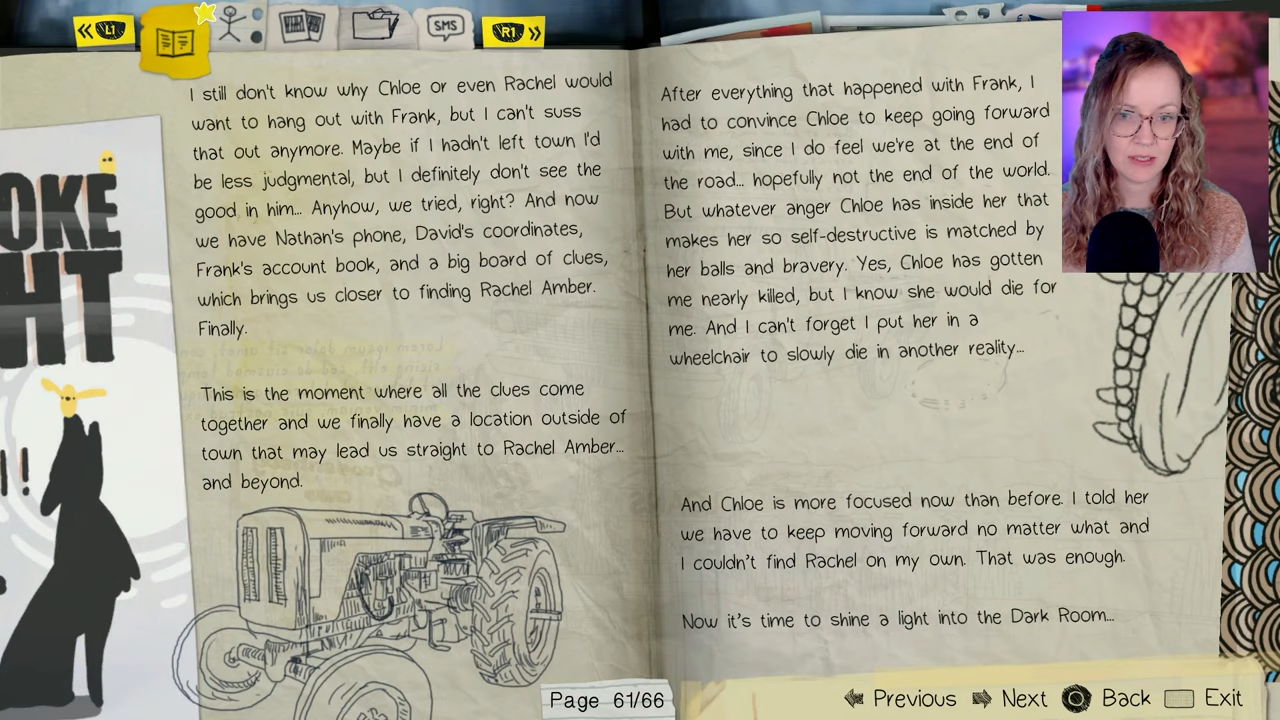 L1
SMS
R1
OKE
HT
!!
I still don't know why Chloe or even Rachel would
want to hang out with Frank, but I can't suss
that out anymore. Maybe if I hadn't left town I'd
be less judgmental, but I definitely don't see the
good in him... Anyhow, we tried, right? And now
we have Nathan's phone, David's coordinates,
Frank's account book, and a big board of clues,
which brings us closer to finding Rachel Amber.
Finally.
This is the moment where all the clues come
together and we finally have a location outside of
town that may lead us straight to Rachel Amber...
and beyond.
After everything that happened with Frank, I
had to convince Chloe to keep going forward
with me, since I do feel we're at the end of
the road... hopefully not the end of the world.
But whatever anger Chloe has inside her that
makes her so self-destructive is matched by
her balls and bravery. Yes, Chloe has gotten
me nearly killed, but I know she would die for
me. And I can't forget I put her in a
wheelchair to slowly die in another reality...
And Chloe is more focused now than before. I told her
we have to keep moving forward no matter what and
I couldn't find Rachel on my own. That was enough.
Now it's time to shine a light into the Dark Room...
Page 61/66
Previous Next Back Exit